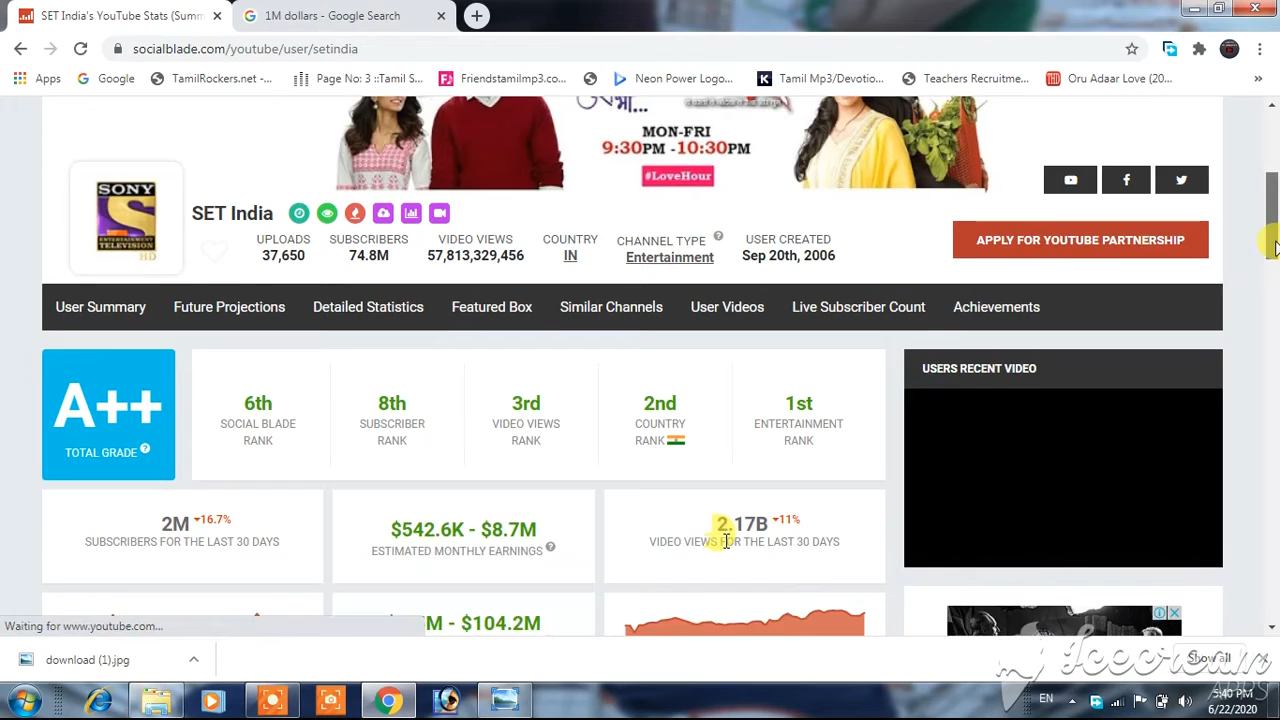 SET India's YouTube Stats (Summ
1M dollars - Google Search
socialblade.com/youtube/user/setindia
Apps
Google
TamilRockers.net -...
Page No: 3 ::Tamil S...
Friendstamilmp3.co...
Neon Power Logo...
Tamil Mp3/Devotio...
Teachers Recruitme...
Oru Adaar Love (20...
»
MON-FRI
9:30PM -10:30PM
#LoveHour
SONY
ENTERTAINMENT
TELEVISION
HD
SET India
UPLOADS
37,650
SUBSCRIBERS
74.8M
VIDEO VIEWS
57,813,329,456
COUNTRY
IN
CHANNEL TYPE
Entertainment
USER CREATED
Sep 20th, 2006
APPLY FOR YOUTUBE PARTNERSHIP
User Summary
Future Projections
Detailed Statistics
Featured Box
Similar Channels
User Videos
Live Subscriber Count
Achievements
A++
TOTAL GRADE
6th
SOCIAL BLADE
RANK
8th
SUBSCRIBER
RANK
3rd
VIDEO VIEWS
RANK
2nd
COUNTRY
RANK
1st
ENTERTAINMENT
RANK
USERS RECENT VIDEO
2M 16.7%
SUBSCRIBERS FOR THE LAST 30 DAYS
$542.6K - $8.7M
ESTIMATED MONTHLY EARNINGS
2.17B 11%
VIDEO VIEWS FOR THE LAST 30 DAYS
M - $104.2M
Waiting for www.youtube.com...
download (1).jpg
Show all
Icecream
APPS
EN
5:40 PM
6/22/2020